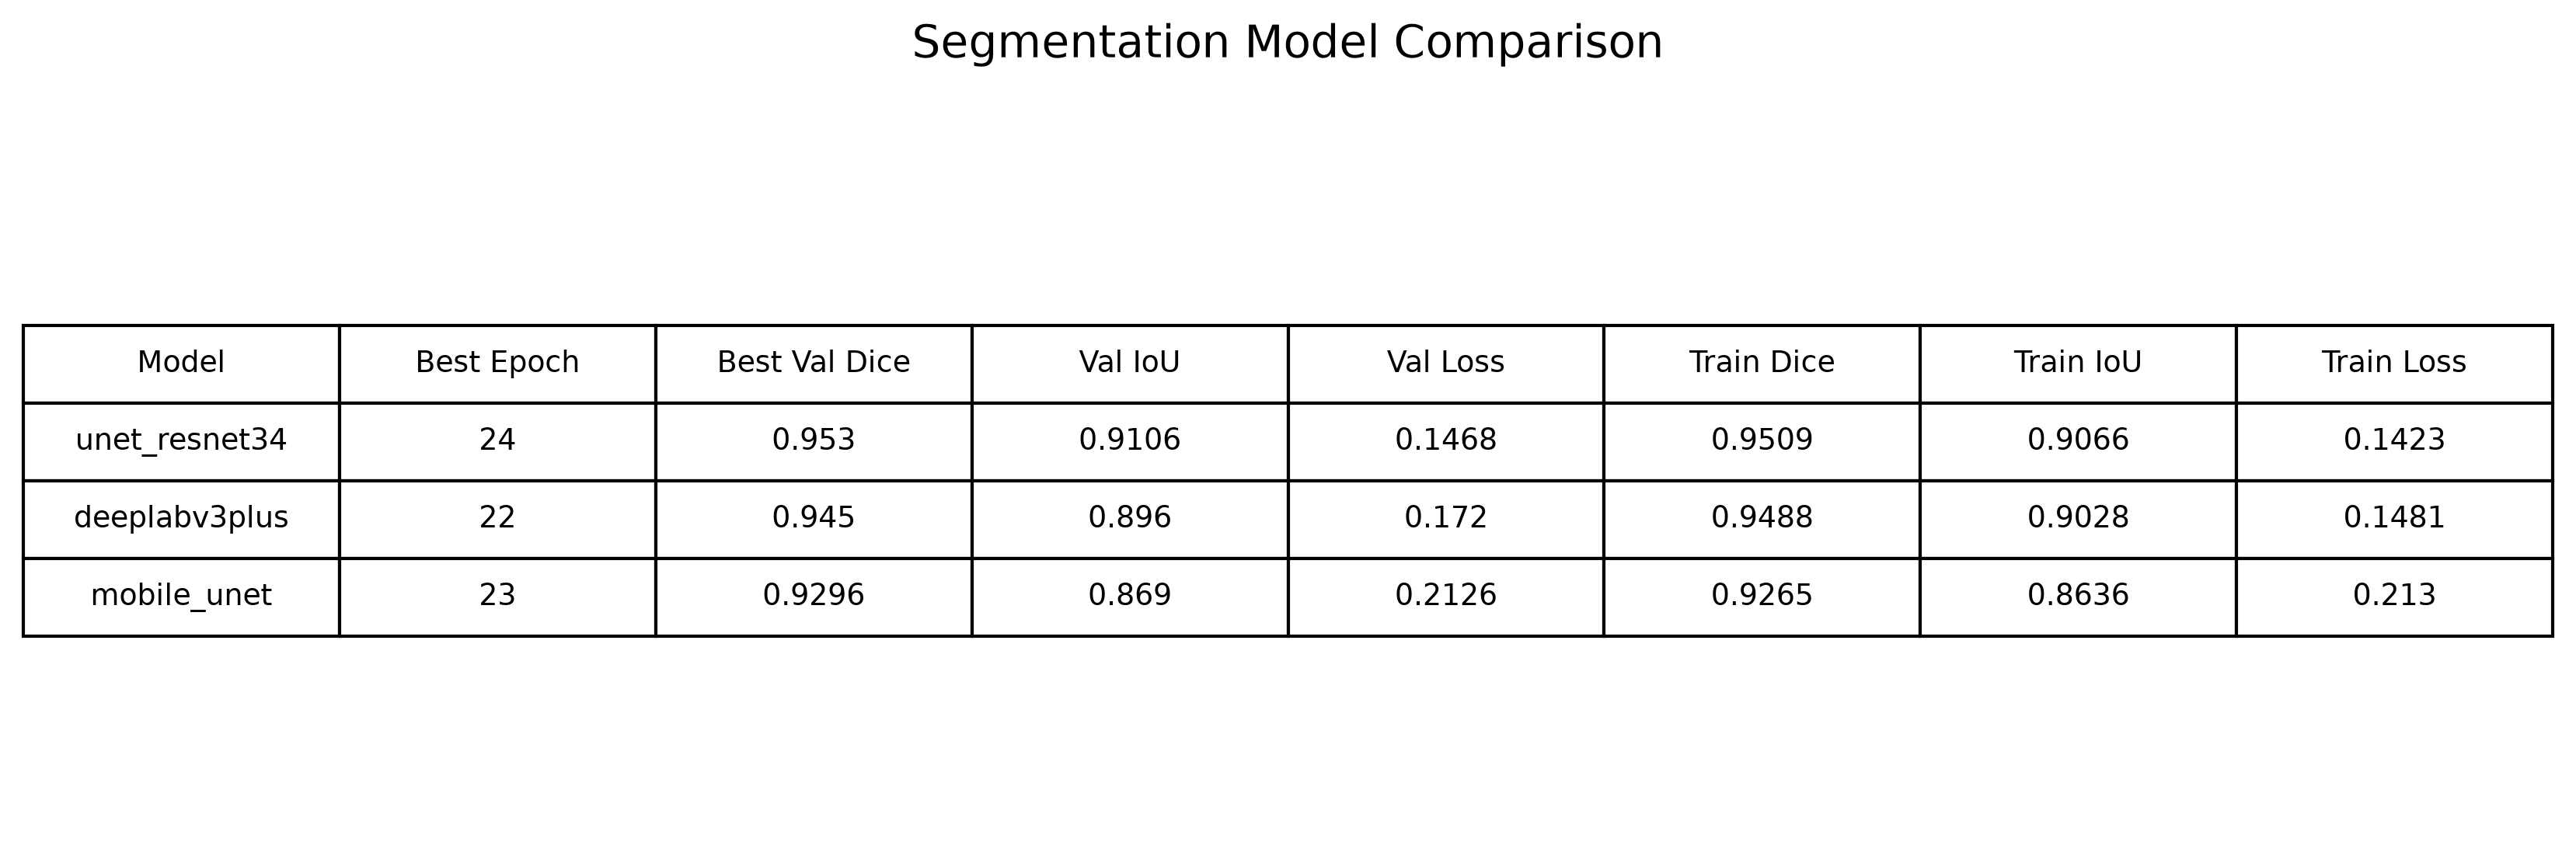 Segmentation Model Comparison
Model Best Epoch Best Val Dice Val IoU Val Loss Train Dice Train IoU Train Loss
unet_resnet34 24 0.953 0.9106 0.1468 0.9509 0.9066 0.1423
deeplabv3plus 22 0.945 0.896 0.172 0.9488 0.9028 0.1481
mobile_unet 23 0.9296 0.869 0.2126 0.9265 0.8636 0.213